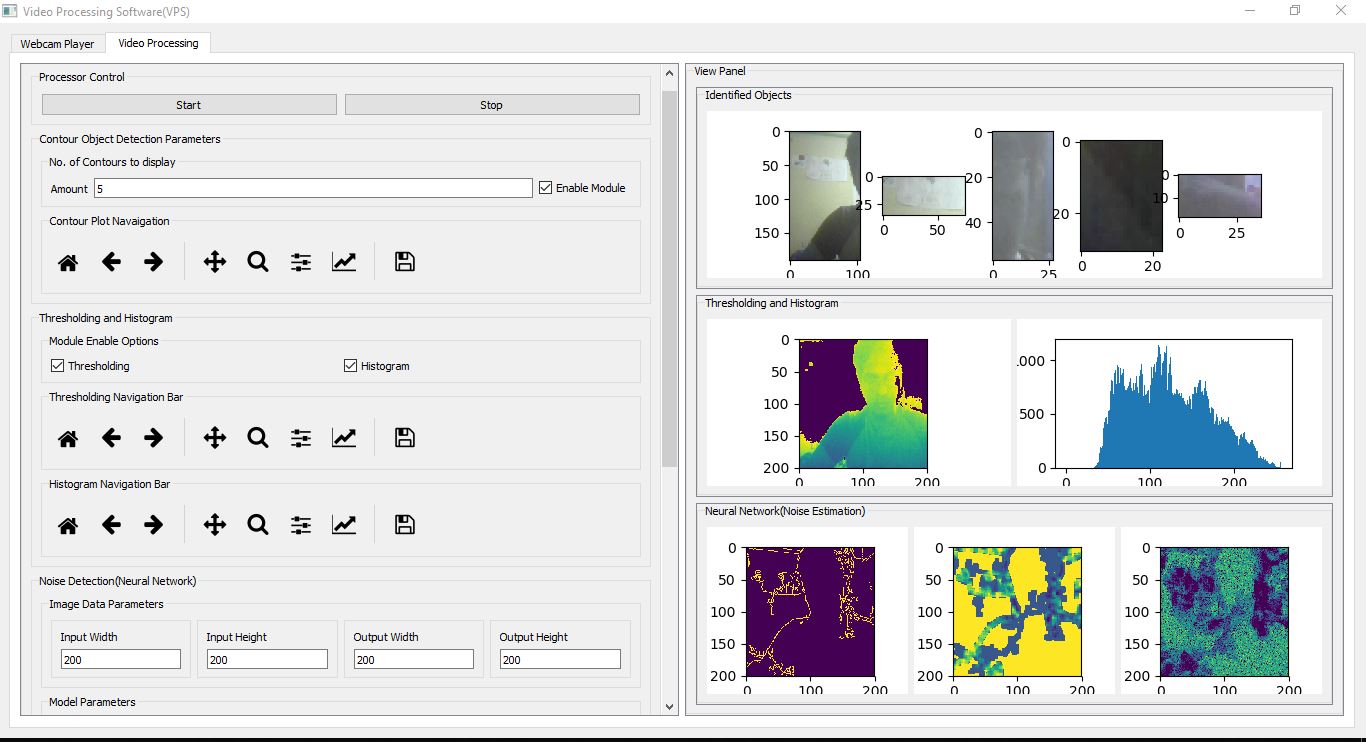 Video Processing Software(VPS)
Webcam Player
Video Processing
Processor Control
Start
Stop
Contour Object Detection Parameters
No. of Contours to display
Amount
5
Enable Module
Contour Plot Navaigation
Thresholding and Histogram
Module Enable Options
Thresholding
Histogram
Thresholding Navigation Bar
Histogram Navigation Bar
Noise Detection(Neural Network)
Image Data Parameters
Input Width
Input Height
Output Width
Output Height
200
200
200
200
Model Parameters
View Panel
Identified Objects
0
50
100
150
0
100
0
25
0
50
0
20
40
0
25
0
20
0
20
0
10
0
25
Thresholding and Histogram
0
50
100
150
200
0
100
200
1000
500
0
0
100
200
Neural Network(Noise Estimation)
0
50
100
150
200
0
100
200
0
50
100
150
200
0
100
200
0
50
100
150
200
0
100
200